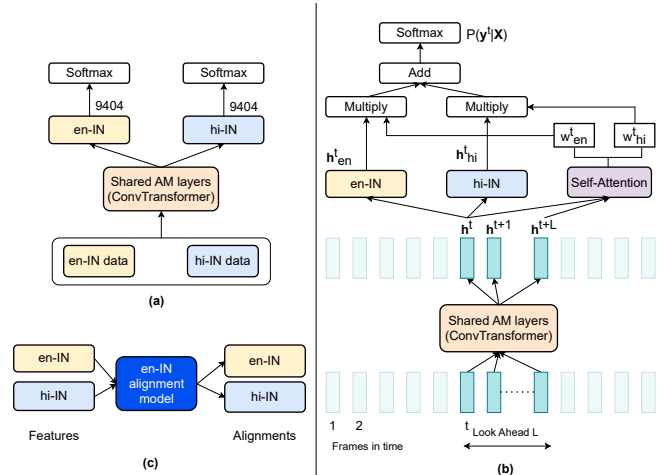 Softmax
Softmax
9404
9404
en-IN
hi-IN
Shared AM layers
(ConvTransformer)
en-IN data
hi-IN data
(a)
en-IN
hi-IN
en-IN
alignment
model
en-IN
hi-IN
Features
Alignments
(c)
Softmax
P(y^t|X)
Add
Multiply
Multiply
w^t_en
w^t_hi
h^t_en
h^t_hi
en-IN
hi-IN
Self-Attention
h^t
h^t+1
h^t+L
Shared AM layers
(ConvTransformer)
1
2
t
Look Ahead L
Frames in time
(b)